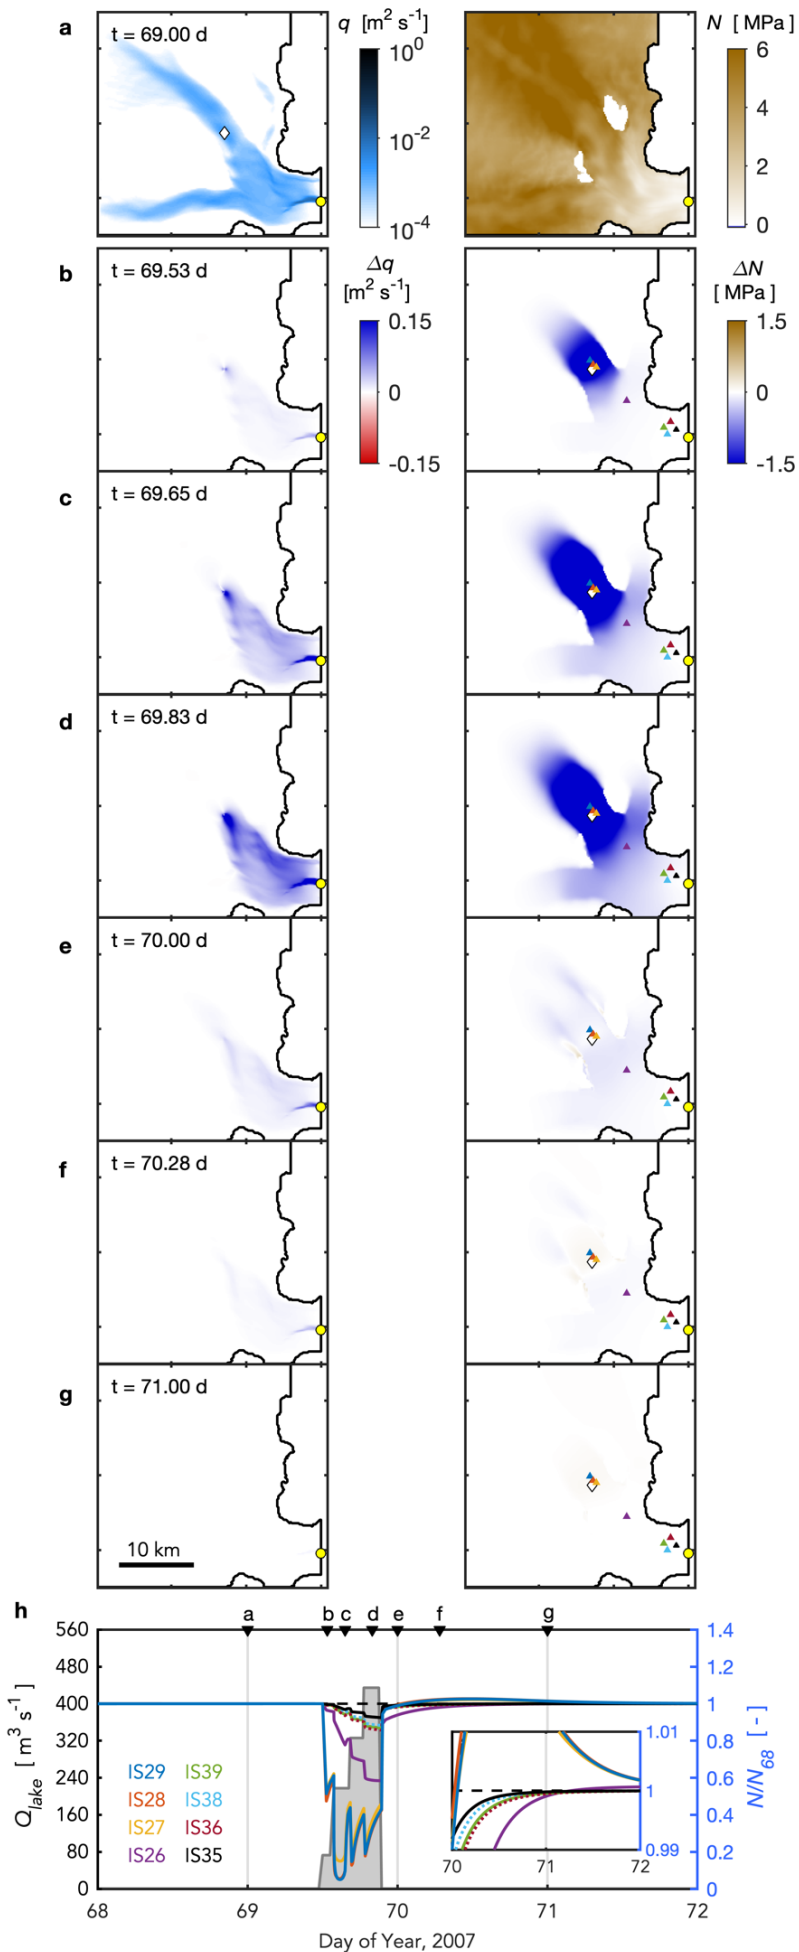 a
t = 69.00 d
q [m² s⁻¹]
10⁰
10⁻²
10⁻⁴
N [ MPa ]
6
4
2
0
b
t = 69.53 d
Δq
[m² s⁻¹]
0.15
0
-0.15
ΔN
[ MPa ]
1.5
0
-1.5
c
t = 69.65 d
d
t = 69.83 d
e
t = 70.00 d
f
t = 70.28 d
g
t = 71.00 d
10 km
h
a b c d e f g
560
480
400
320
240
160
80
0
Q_lake [ m³ s⁻¹ ]
1.4
1.2
1
0.8
0.6
0.4
0.2
0
N/N₆₈ [ - ]
IS29 IS39
IS28 IS38
IS27 IS36
IS26 IS35
1.01
1
0.99
70 71 72
68 69 70 71 72
Day of Year, 2007